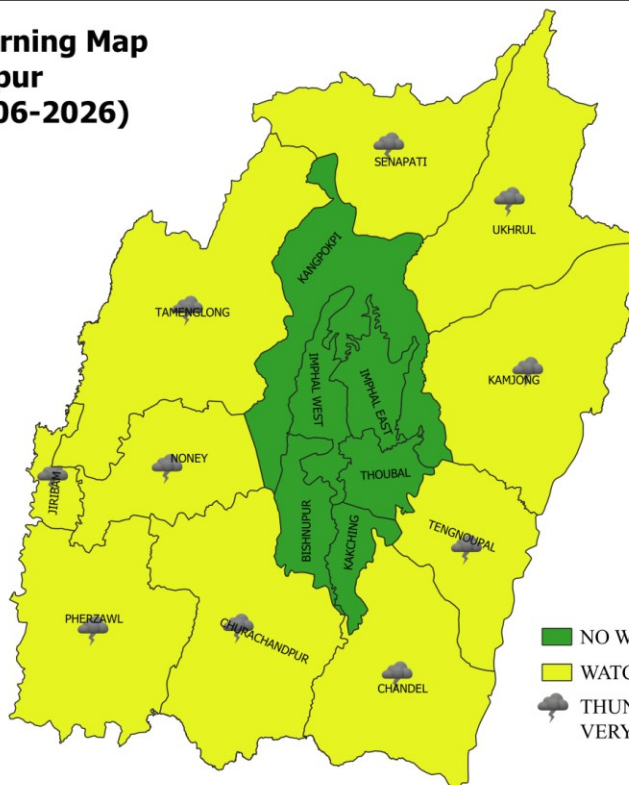 rning Map
pur
06-2026)
SENAPATI
UKHRUL
KANGPOKPI
TAMENGLONG
IMPHAL WEST
IMPHAL EAST
KAMJONG
NONEY
THOUBAL
JIRIBAM
BISHNUPUR
KAKCHING
TENGNOUPAL
PHERZAWL
CHURACHANDPUR
CHANDEL
NO W
WATC
THUN
VERY